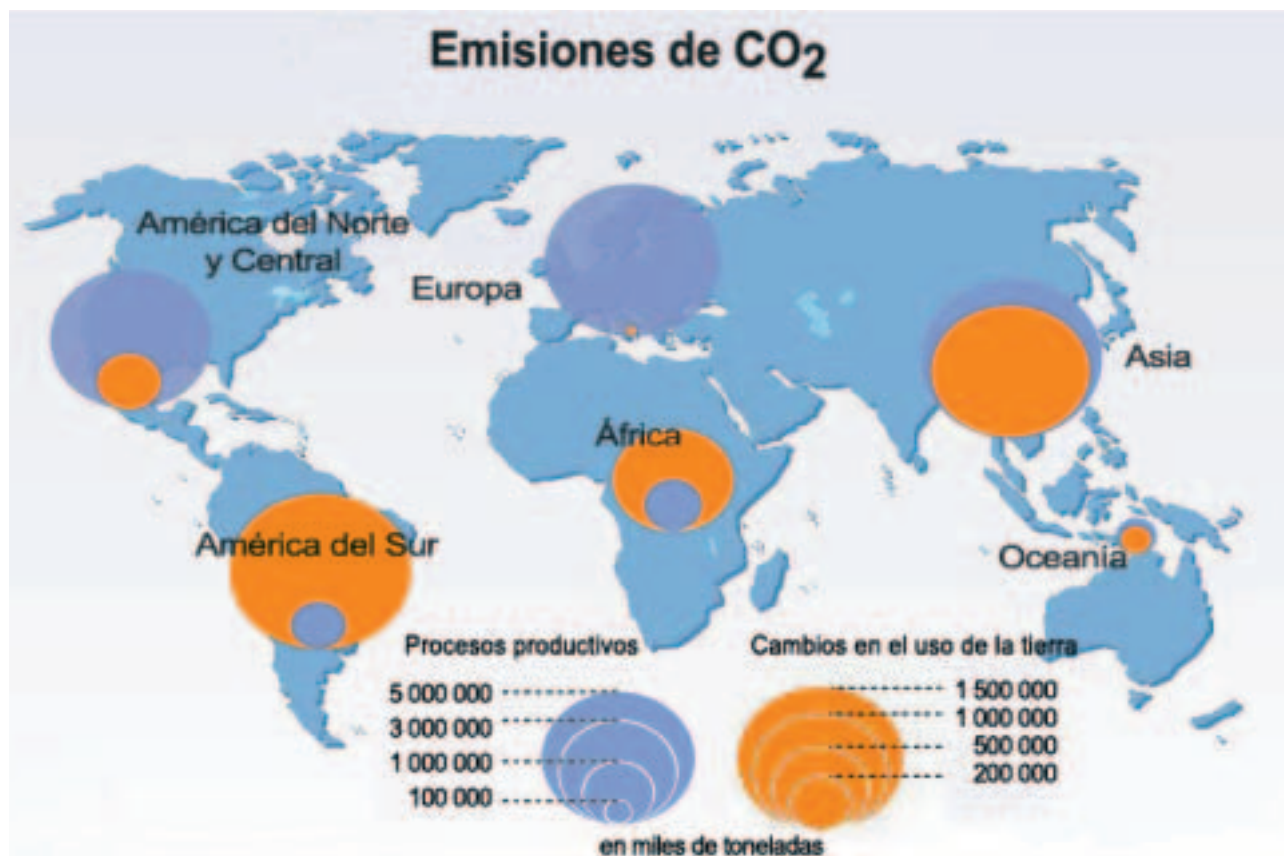 Emisiones de CO2
América del Norte
y Central
Europa
Asia
África
América del Sur
Oceanía
Procesos productivos
5 000 000
3 000 000
1 000 000
100 000
Cambios en el uso de la tierra
1 500 000
1 000 000
500 000
200 000
en miles de toneladas